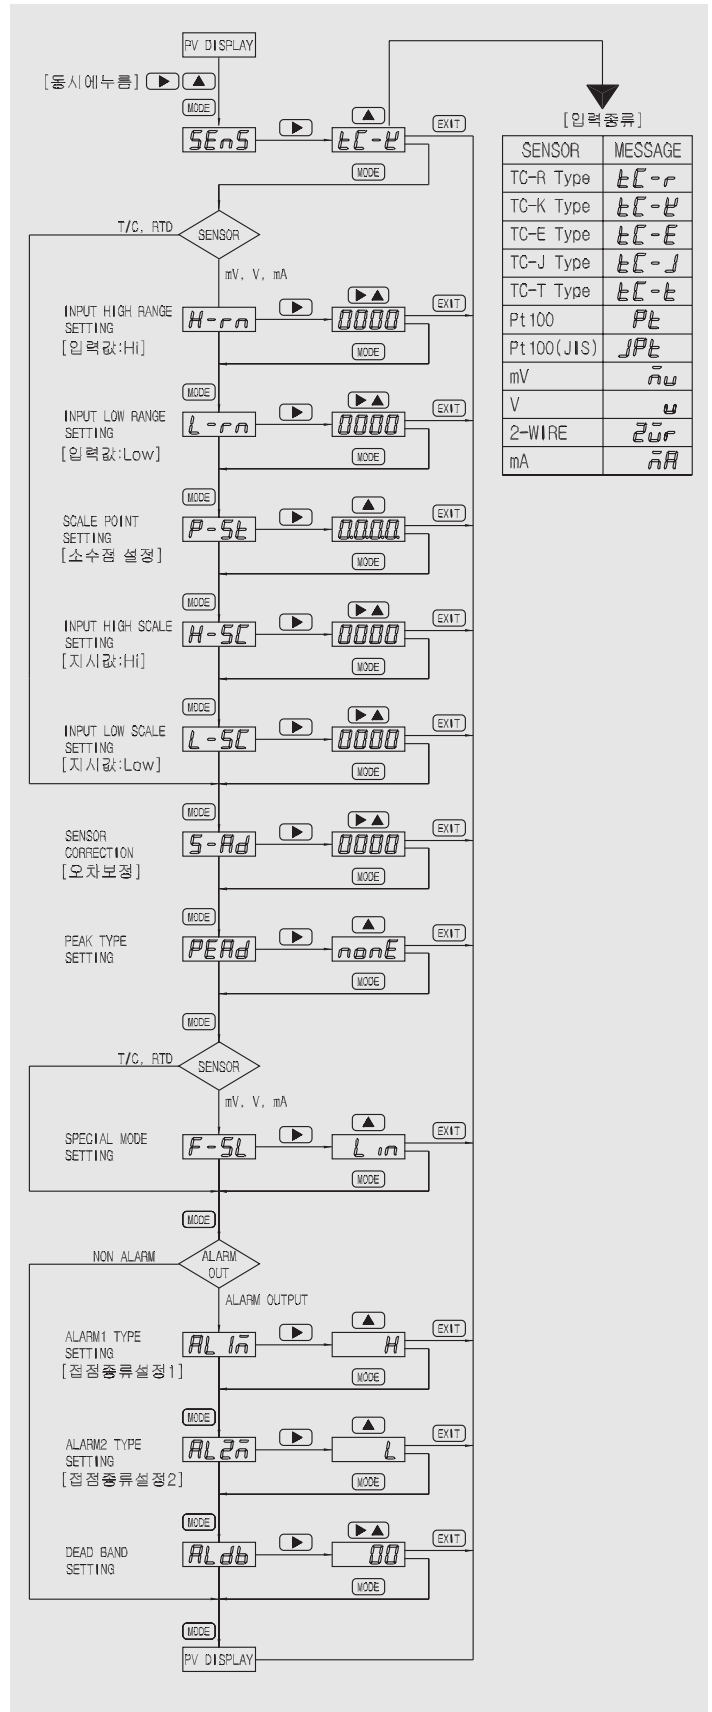 PV DISPLAY
[동시에누름] ▶ ▲
MODE
SEnS ▶ ▲ tC-K EXIT
MODE
[입력종류]
SENSOR MESSAGE
TC-R Type tC-r
TC-K Type tC-K
TC-E Type tC-E
TC-J Type tC-J
TC-T Type tC-t
Pt100 Pt
Pt100(JIS) JPt
mV
V u
2-WIRE
mA
T/C, RTD
SENSOR
mV, V, mA
INPUT HIGH RANGE
SETTING
[입력값:Hi]
H-rn ▶ ▶▲ 0000 EXIT
MODE
MODE
INPUT LOW RANGE
SETTING
[입력값:Low]
L-rn ▶ ▶▲ 0000 EXIT
MODE
MODE
SCALE POINT
SETTING
[소수점 설정]
P-St ▶ ▲ 0.0.0.0. EXIT
MODE
MODE
INPUT HIGH SCALE
SETTING
[지시값:Hi]
H-SC ▶ ▶▲ 0000 EXIT
MODE
MODE
INPUT LOW SCALE
SETTING
[지시값:Low]
L-SC ▶ ▶▲ 0000 EXIT
MODE
MODE
SENSOR
CORRECTION
[오차보정]
S-Ad ▶ ▶▲ 0000 EXIT
MODE
MODE
PEAK TYPE
SETTING
PEAd ▶ ▲ nonE EXIT
MODE
MODE
T/C, RTD
SENSOR
mV, V, mA
SPECIAL MODE
SETTING
F-SL ▶ ▲ Lin EXIT
MODE
MODE
NON ALARM
ALARM
OUT
ALARM OUTPUT
ALARM1 TYPE
SETTING
[접점종류설정1]
▶ ▲ H EXIT
MODE
MODE
ALARM2 TYPE
SETTING
[접점종류설정2]
▶ ▲ L EXIT
MODE
MODE
DEAD BAND
SETTING
ALdb ▶ ▶▲ 00 EXIT
MODE
MODE
PV DISPLAY